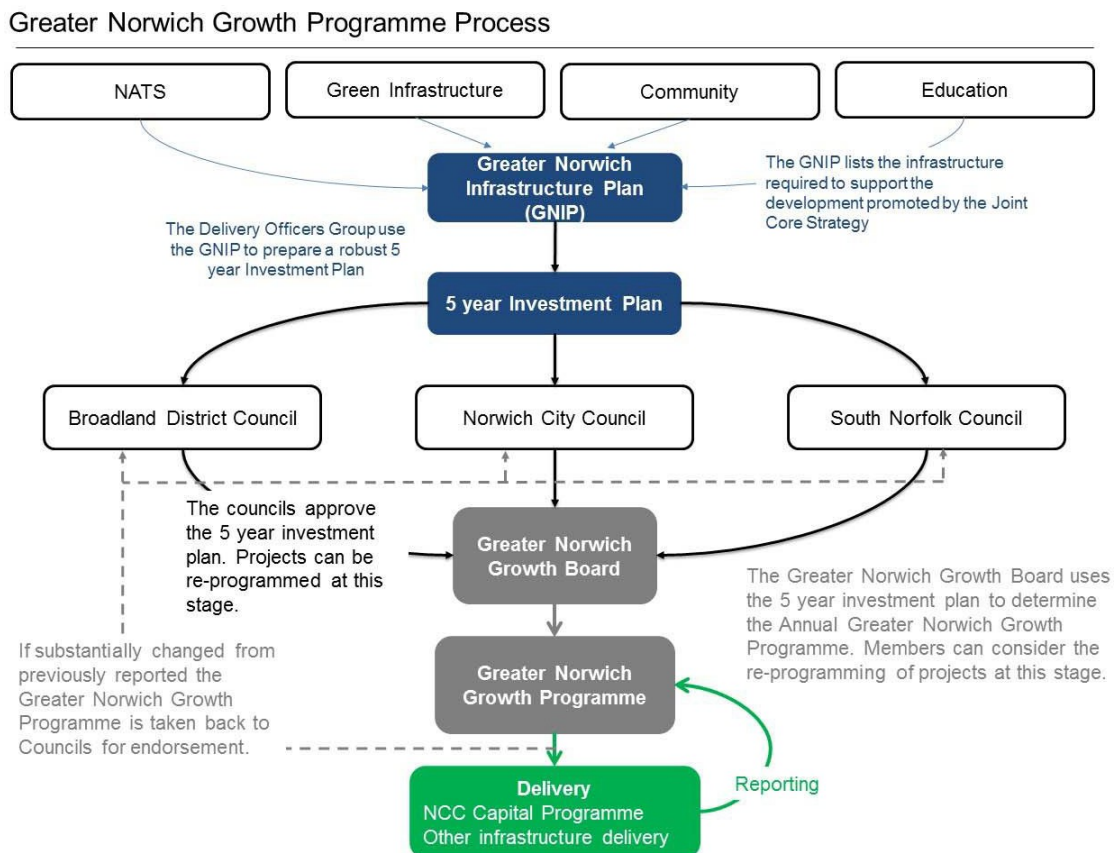 Greater Norwich Growth Programme Process
NATS
Green Infrastructure
Community
Education
Greater Norwich
Infrastructure Plan
(GNIP)
The GNIP lists the infrastructure
required to support the
development promoted by the Joint
Core Strategy
The Delivery Officers Group use
the GNIP to prepare a robust 5
year Investment Plan
5 year Investment Plan
Broadland District Council
Norwich City Council
South Norfolk Council
The councils approve
the 5 year investment
plan. Projects can be
re-programmed at this
stage.
Greater Norwich
Growth Board
The Greater Norwich Growth Board uses
the 5 year investment plan to determine
the Annual Greater Norwich Growth
Programme. Members can consider the
re-programming of projects at this stage.
If substantially changed from
previously reported the
Greater Norwich Growth
Programme is taken back to
Councils for endorsement.
Greater Norwich
Growth Programme
Reporting
Delivery
NCC Capital Programme
Other infrastructure delivery